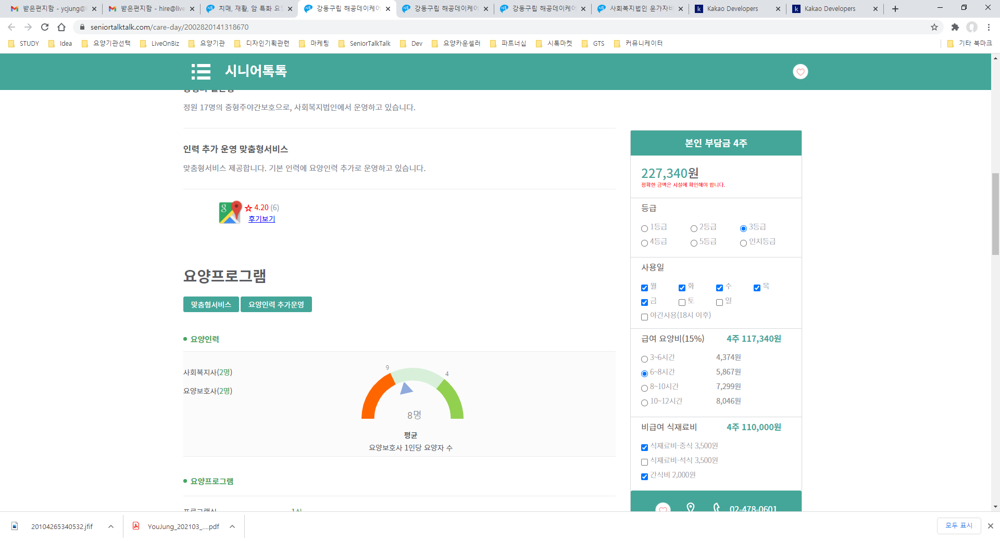 받은편지함 - ycjung@
받은편지함 - hire@live
치매, 재활, 암 특화 요
강동구립 해공데이케어
강동구립 해공데이케어
강동구립 해공데이케어
사회복지법인 운가자비
Kakao Developers
Kakao Developers
seniortalktalk.com/care-day/2002820141318670
STUDY
Idea
요양기관선택
LiveOnBiz
요양기관
디자인기획관련
마케팅
SeniorTalkTalk
Dev
요양카운셀러
파트너십
시톡마켓
GTS
커뮤니케이터
기타 북마크
시니어톡톡
정원 17명의 중형주야간보호으로, 사회복지법인에서 운영하고 있습니다.
인력 추가 운영 맞춤형서비스
맞춤형서비스 제공합니다. 기본 인력에 요양인력 추가로 운영하고 있습니다.
4.20 (6)
후기보기
요양프로그램
맞춤형서비스
요양인력 추가운영
요양인력
사회복지사(2명)
요양보호사(2명)
9
4
8명
평균
요양보호사 1인당 요양자 수
요양프로그램
프로그램실 1실
본인 부담금 4주
227,340원
정확한 금액은 시설에 확인해야 합니다.
등급
1등급 2등급 3등급
4등급 5등급 인지등급
사용일
월 화 수 목
금 토 일
야간사용(18시 이후)
급여 요양비(15%) 4주 117,340원
3~6시간 4,374원
6~8시간 5,867원
8~10시간 7,299원
10~12시간 8,046원
비급여 식재료비 4주 110,000원
식재료비-중식 3,500원
식재료비-석식 3,500원
간식비 2,000원
02-478-0601
20104265340532.jfif
YouJung_202103_....pdf
모두 표시